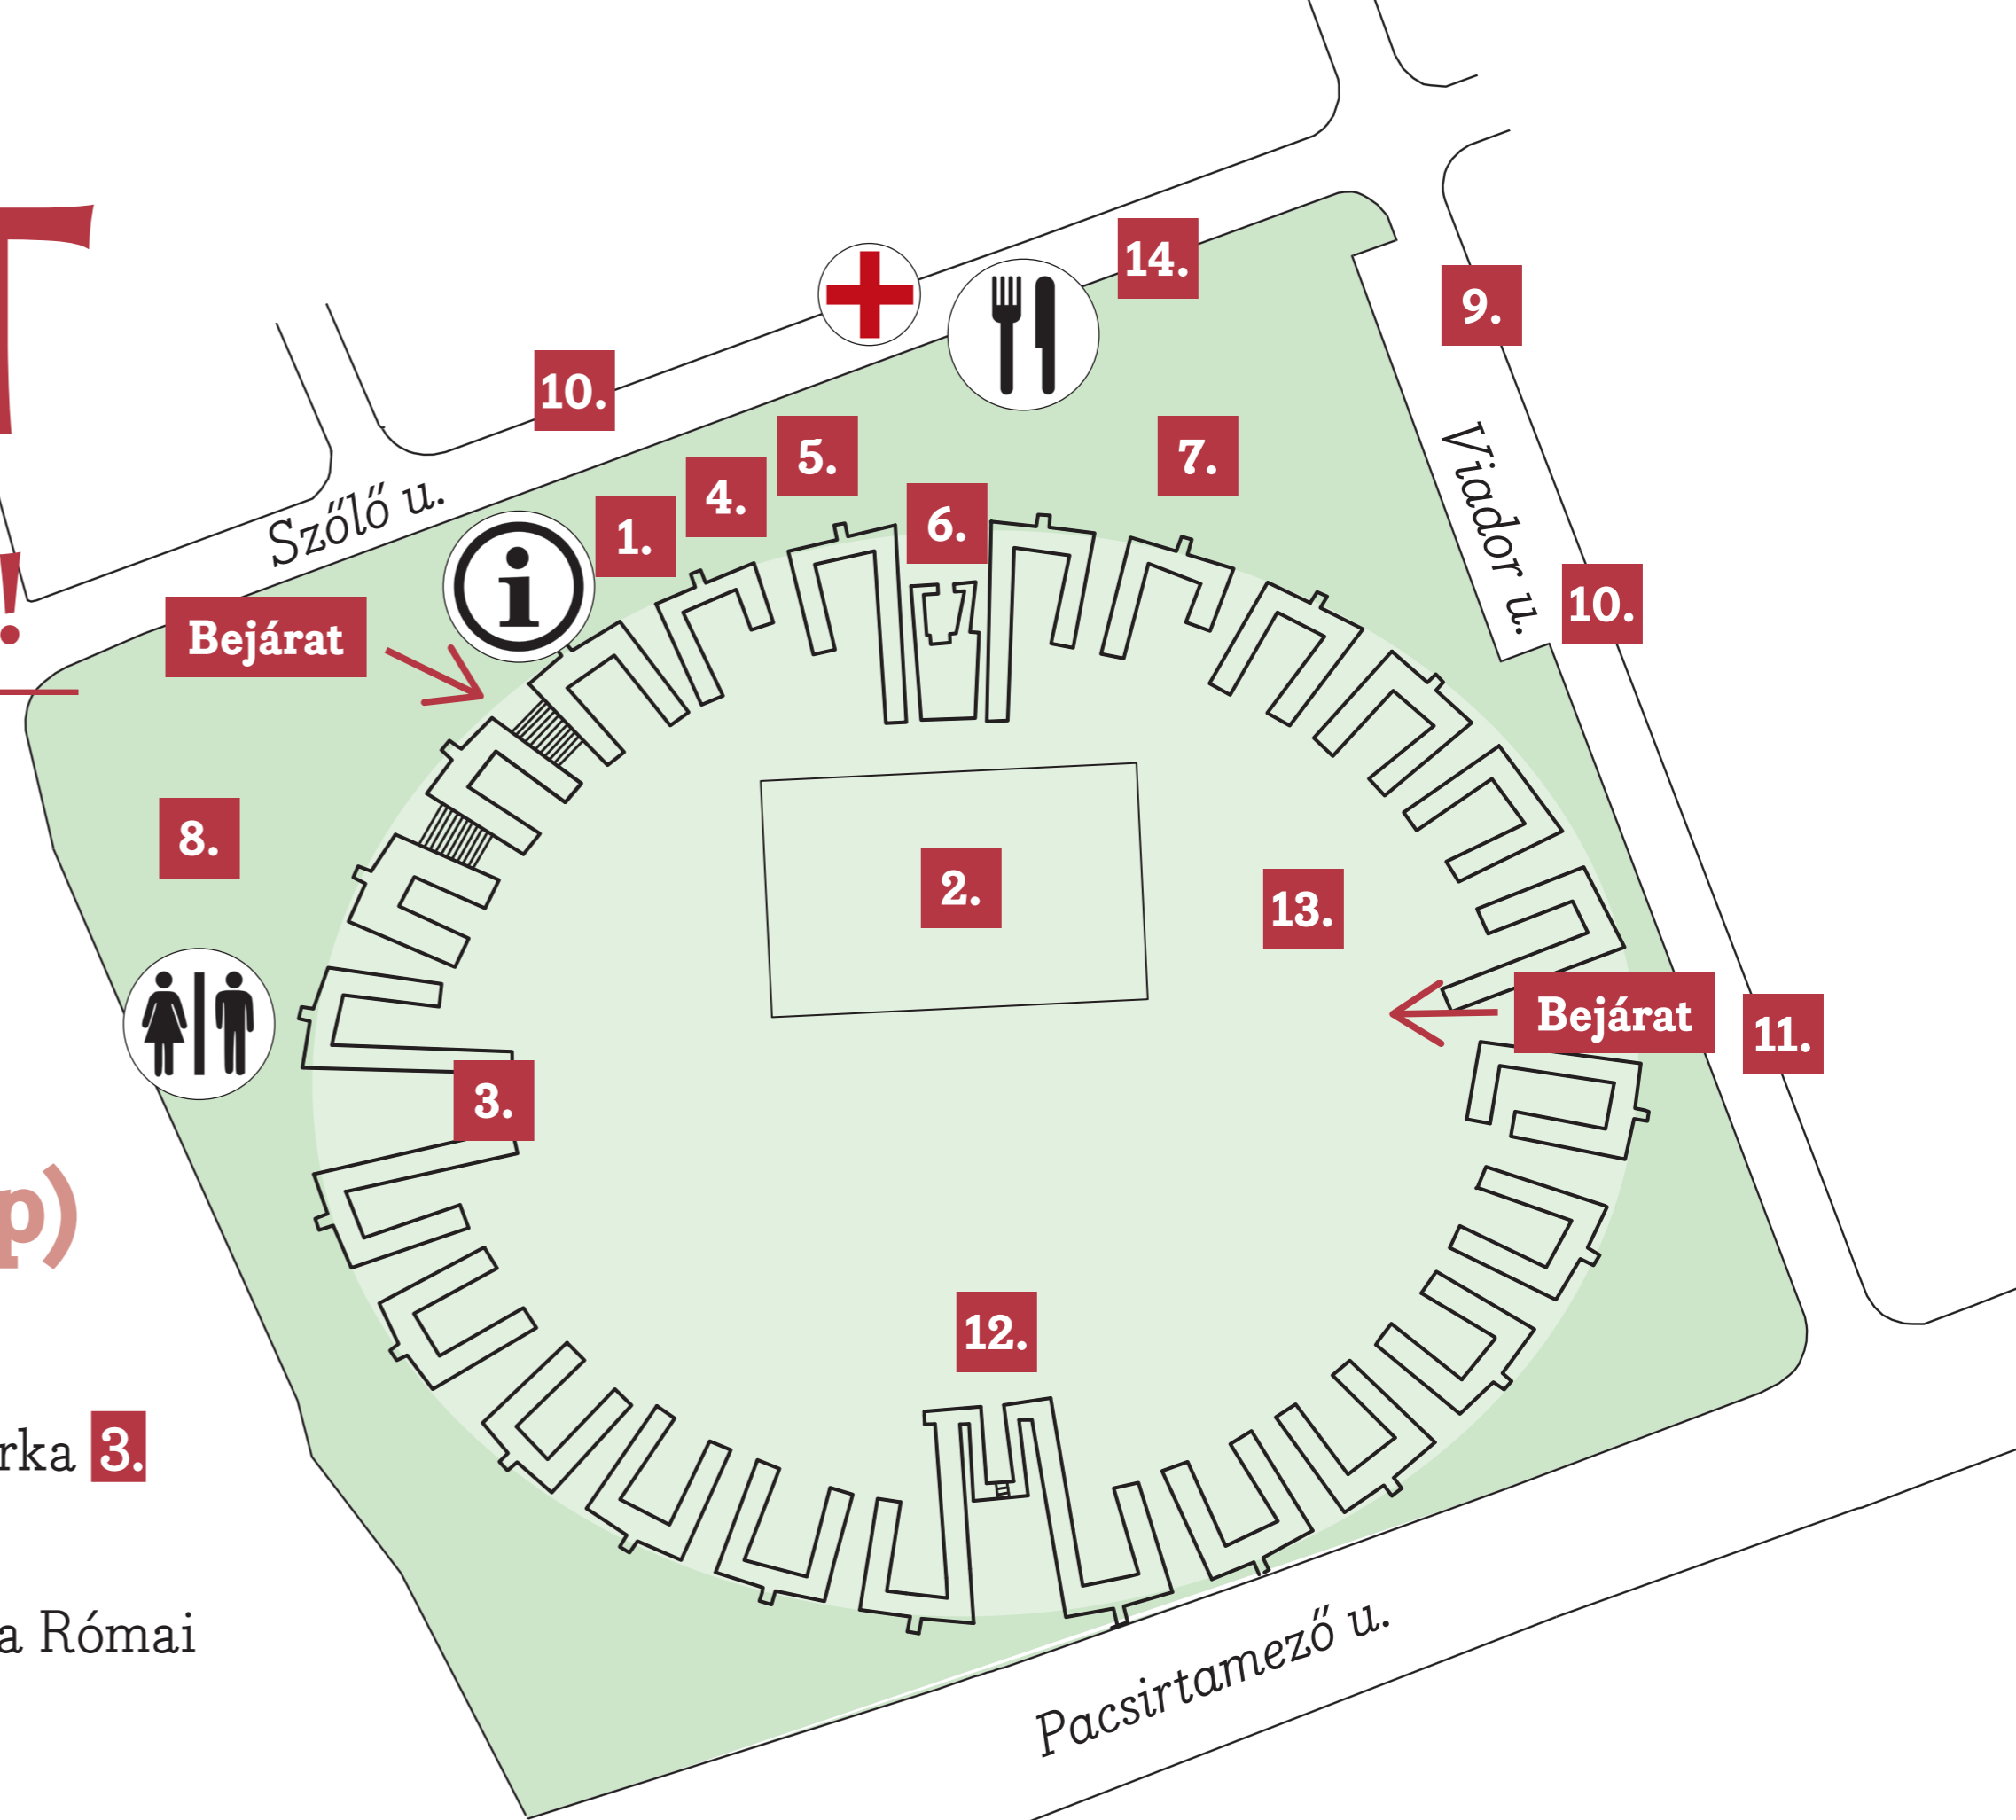 14.
9.
10.
Szőlő u.
Viador u.
5.
7.
4.
6.
1.
i
10.
!
Bejárat
8.
2.
13.
Bejárat
11.
3.
p)
12.
rka 3.
a Római
Pacsirtamező u.